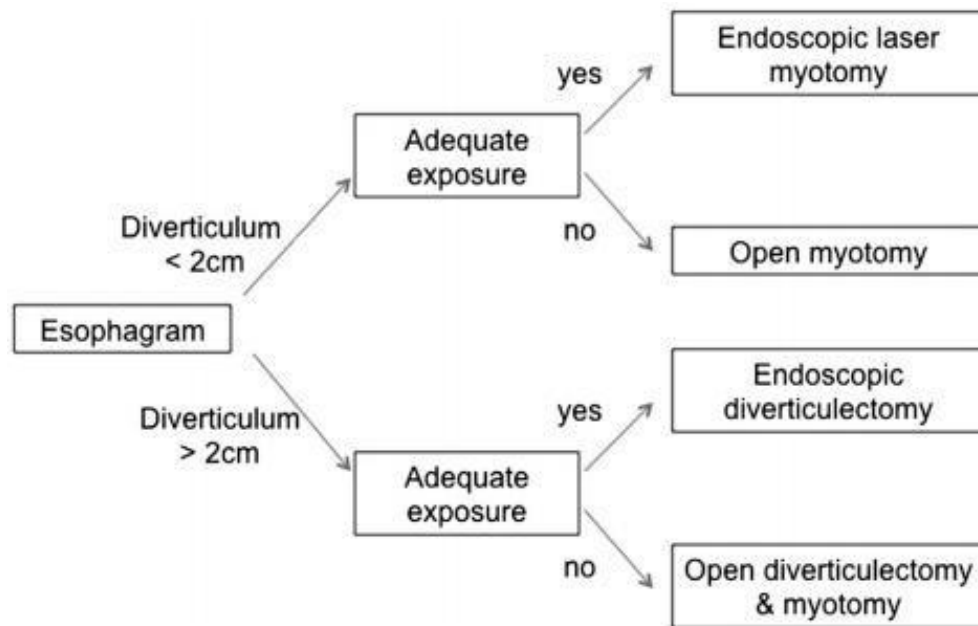 Esophagram
Diverticulum
< 2cm
Adequate
exposure
yes
Endoscopic laser
myotomy
no
Open myotomy
Diverticulum
> 2cm
Adequate
exposure
yes
Endoscopic
diverticulectomy
no
Open diverticulectomy
& myotomy